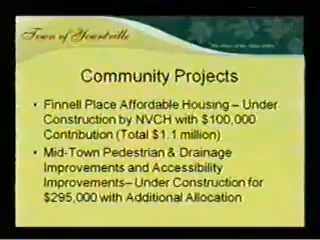 Town of Yountville
Community Projects
• Finnell Place Affordable Housing – Under
Construction by NVCH with $100,000
Contribution (Total $1.1 million)
• Mid-Town Pedestrian & Drainage
Improvements and Accessibility
Improvements– Under Construction for
$295,000 with Additional Allocation